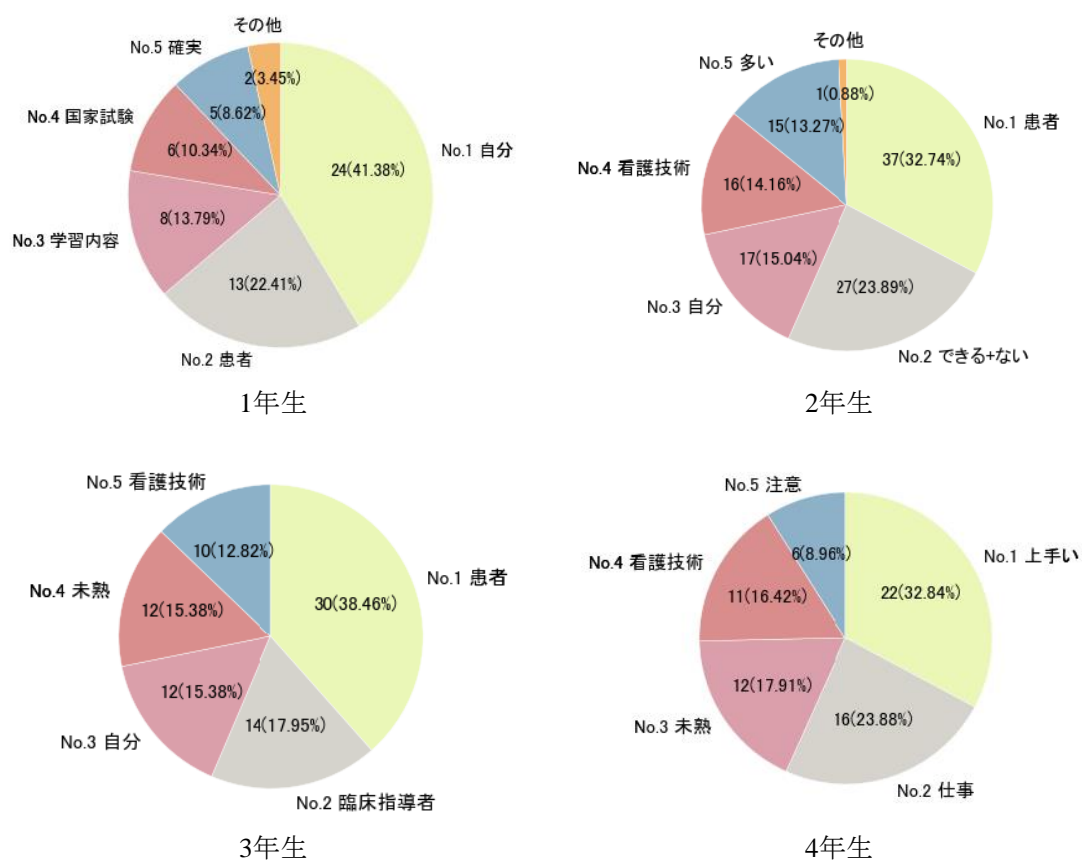 その他
No.5 確実
2(3.45%)
5(8.62%)
No.4 国家試験
6(10.34%)
24(41.38%)
No.1 自分
8(13.79%)
No.3 学習内容
13(22.41%)
No.2 患者
1年生
その他
No.5 多い
1(0.88%)
15(13.27%)
37(32.74%)
No.1 患者
No.4 看護技術
16(14.16%)
17(15.04%)
No.3 自分
27(23.89%)
No.2 できる+ない
2年生
No.5 看護技術
10(12.82%)
30(38.46%)
No.1 患者
No.4 未熟
12(15.38%)
12(15.38%)
No.3 自分
14(17.95%)
No.2 臨床指導者
3年生
No.5 注意
6(8.96%)
No.4 看護技術
22(32.84%)
No.1 上手い
11(16.42%)
12(17.91%)
No.3 未熟
16(23.88%)
No.2 仕事
4年生